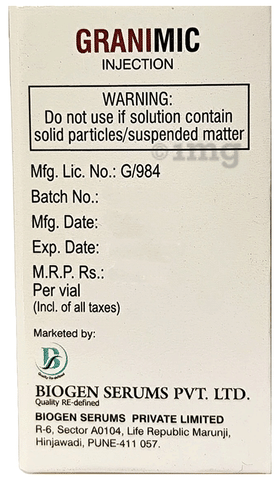 GRANIMIC
INJECTION
WARNING:
Do not use if solution contain
solid particles/suspended matter
1mg
Mfg. Lic. No.: G/984
Batch No.:
Mfg. Date:
Exp. Date:
M.R.P. Rs.:
Per vial
(Incl. of all taxes)
Marketed by:
BIOGEN SERUMS PVT. LTD.
Quality RE-defined
BIOGEN SERUMS PRIVATE LIMITED
R-6, Sector A0104, Life Republic Marunji,
Hinjawadi, PUNE-411 057.